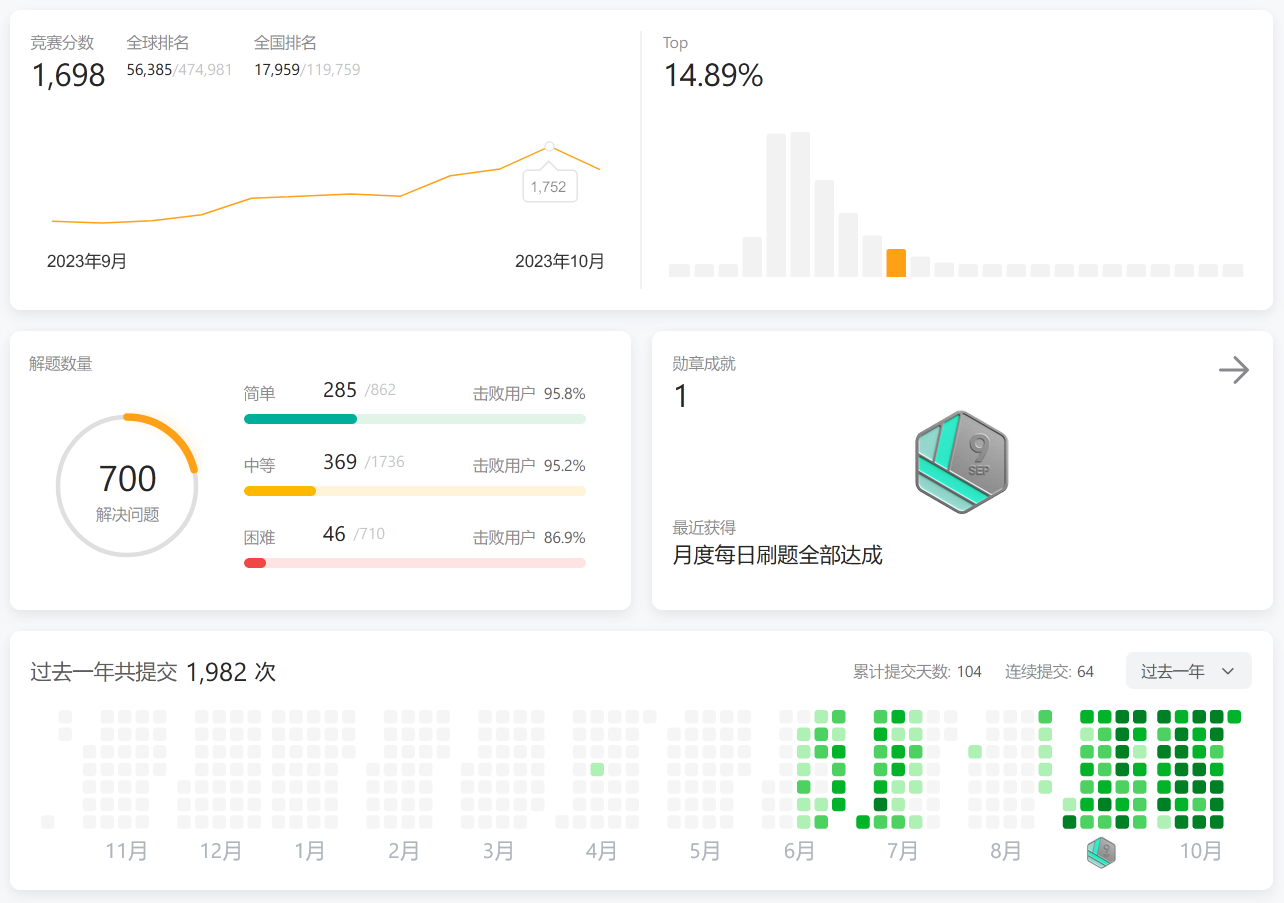 竞赛分数 全球排名 全国排名
1,698 56,385/474,981 17,959/119,759
1,752
2023年9月 2023年10月
Top
14.89%
解题数量
700
解决问题
简单 285 /862 击败用户 95.8%
中等 369 /1736 击败用户 95.2%
困难 46 /710 击败用户 86.9%
勋章成就
1
9
SEP
最近获得
月度每日刷题全部达成
过去一年共提交 1,982 次 累计提交天数: 104 连续提交: 64 过去一年
11月 12月 1月 2月 3月 4月 5月 6月 7月 8月 9 10月